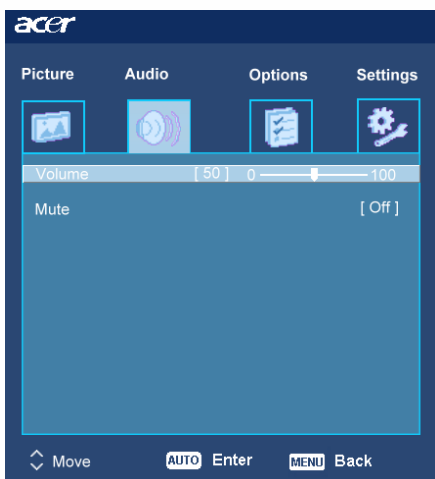 acer
Picture Audio Options Settings
Volume [ 50 ] 0 100
Mute [ Off ]
Move AUTO Enter MENU Back